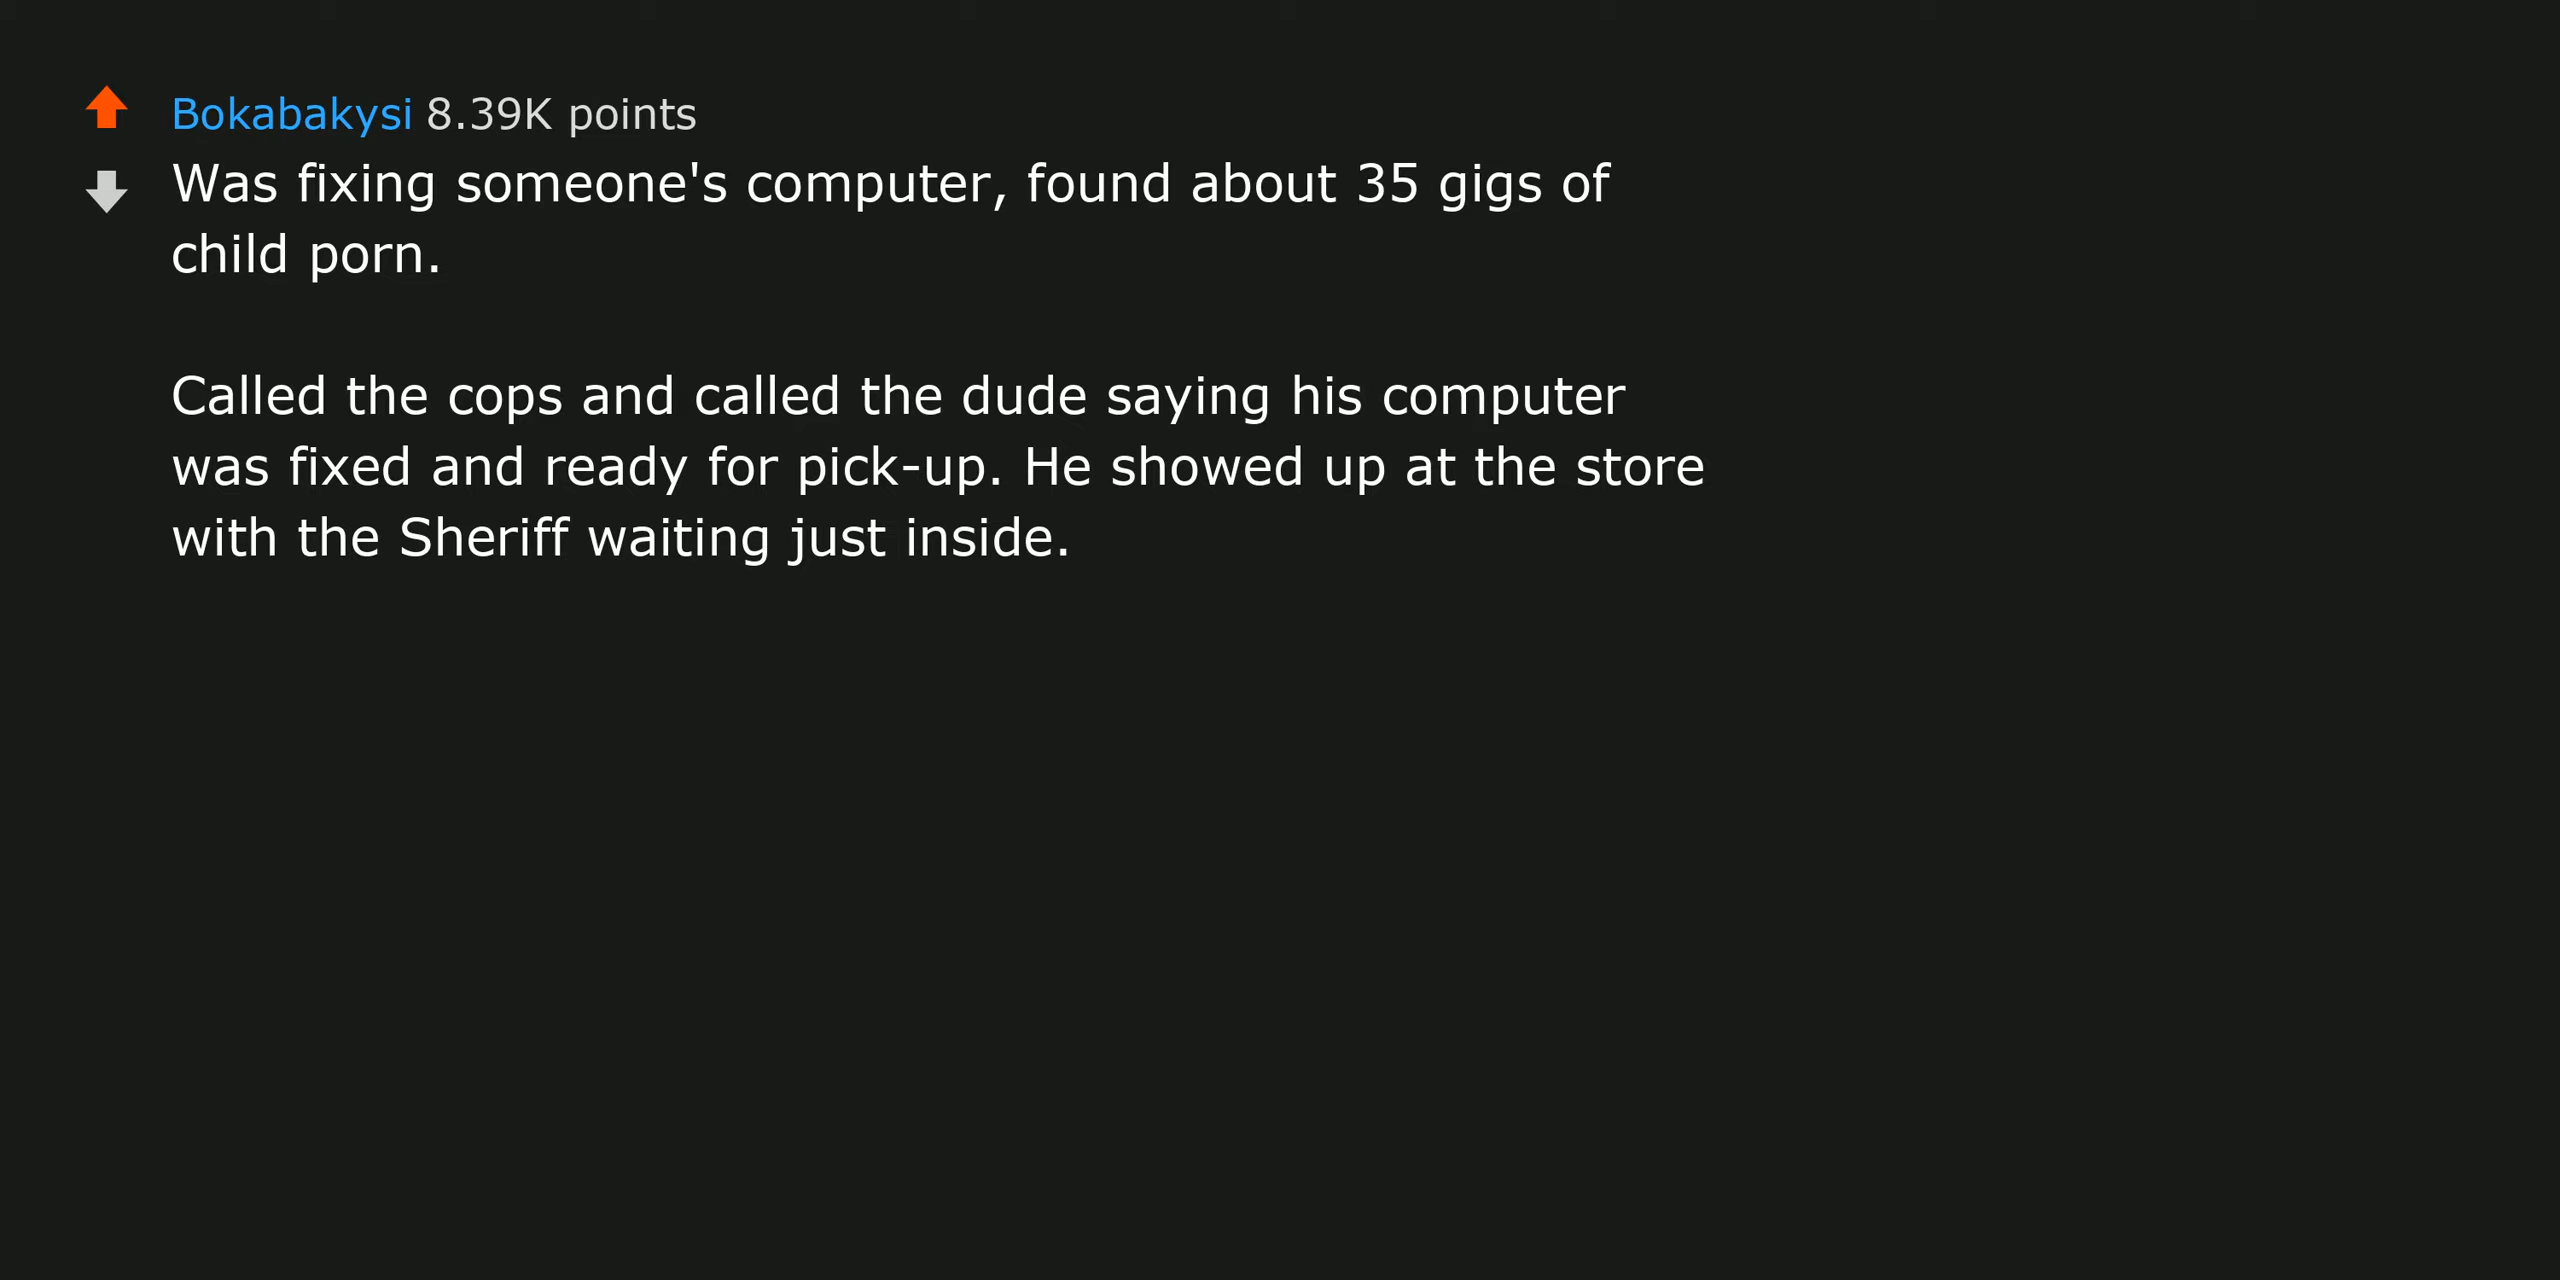 Bokabakysi 8.39K points
Was fixing someone's computer, found about 35 gigs of
child porn.
Called the cops and called the dude saying his computer
was fixed and ready for pick-up. He showed up at the store
with the Sheriff waiting just inside.